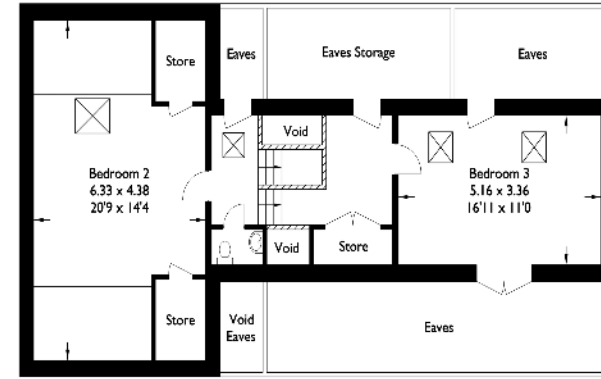 Store
Eaves
Eaves Storage
Eaves
Void
Bedroom 2
6.33 x 4.38
20'9 x 14'4
Bedroom 3
5.16 x 3.36
16'11 x 11'0
Void
Store
Store
Void
Eaves
Eaves